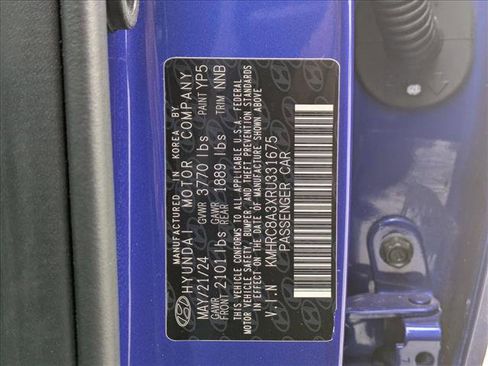 MANUFACTURED IN KOREA BY
HYUNDAI MOTOR COMPANY
MAY/21/24 GVWR 3770 lbs PAINT YP5
GAWR FRONT 2101 lbs GAWR REAR 1889 lbs TRIM NNB
THIS VEHICLE CONFORMS TO ALL APPLICABLE U.S.A. FEDERAL
MOTOR VEHICLE SAFETY, BUMPER, AND THEFT PREVENTION STANDARDS
IN EFFECT ON THE DATE OF MANUFACTURE SHOWN ABOVE
V.I.N KMHRC8A3XRU331675
PASSENGER CAR